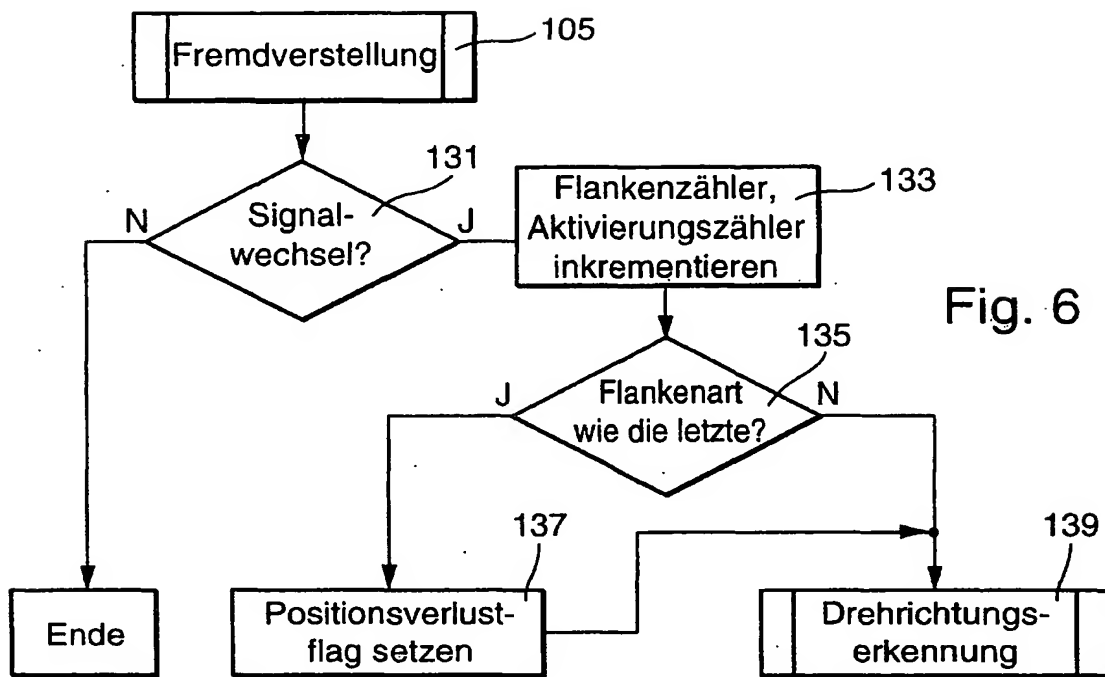 Fremdverstellung
105
131
N
Signal-
wechsel?
J
Flankenzähler,
Aktivierungszähler
inkrementieren
133
Fig. 6
135
J
Flankenart
wie die letzte?
N
137
139
Ende
Positionsverlust-
flag setzen
Drehrichtungs-
erkennung